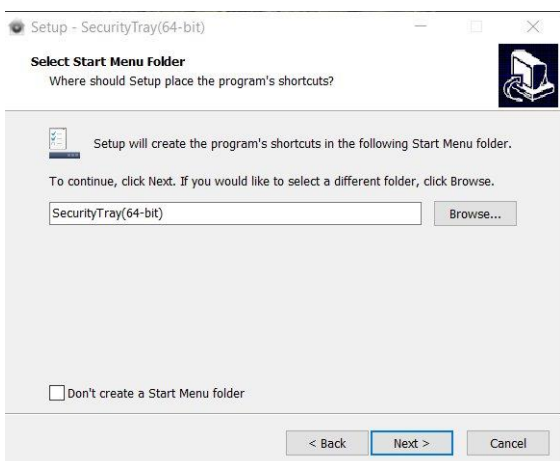 Setup - SecurityTray(64-bit)
Select Start Menu Folder
Where should Setup place the program's shortcuts?
Setup will create the program's shortcuts in the following Start Menu folder.
To continue, click Next. If you would like to select a different folder, click Browse.
SecurityTray(64-bit)
Browse...
Don't create a Start Menu folder
< Back
Next >
Cancel